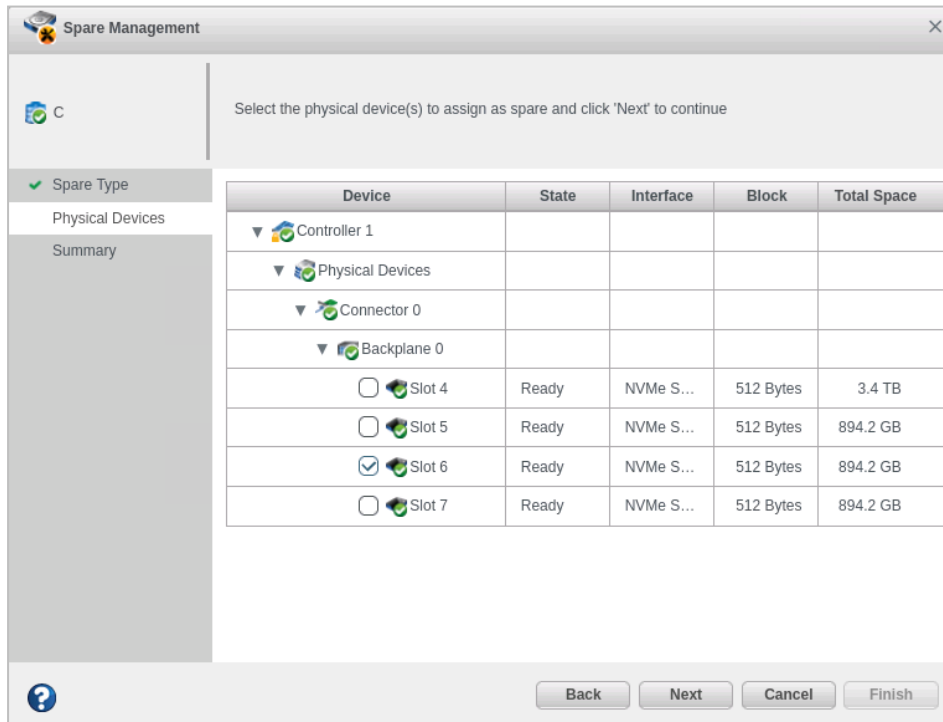 Spare Management
C
Select the physical device(s) to assign as spare and click 'Next' to continue
Spare Type
Physical Devices
Summary
Device State Interface Block Total Space
Controller 1
Physical Devices
Connector 0
Backplane 0
Slot 4 Ready NVMe S... 512 Bytes 3.4 TB
Slot 5 Ready NVMe S... 512 Bytes 894.2 GB
Slot 6 Ready NVMe S... 512 Bytes 894.2 GB
Slot 7 Ready NVMe S... 512 Bytes 894.2 GB
? Back Next Cancel Finish